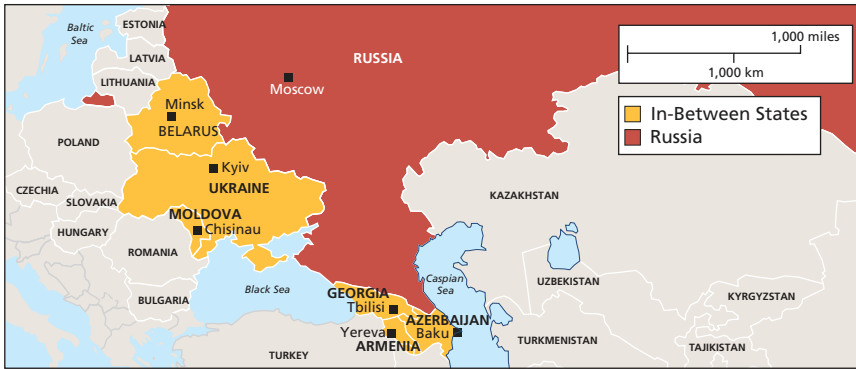 Baltic
Sea
ESTONIA
LATVIA
LITHUANIA
RUSSIA
Moscow
1,000 miles
1,000 km
In-Between States
Russia
Minsk
BELARUS
POLAND
Kyiv
UKRAINE
CZECHIA
SLOVAKIA
HUNGARY
MOLDOVA
Chisinau
ROMANIA
BULGARIA
Black Sea
KAZAKHSTAN
Caspian
Sea
UZBEKISTAN
KYRGYZSTAN
GEORGIA
Tbilisi
AZERBAIJAN
Baku
Yereva
ARMENIA
TURKEY
TURKMENISTAN
TAJIKISTAN